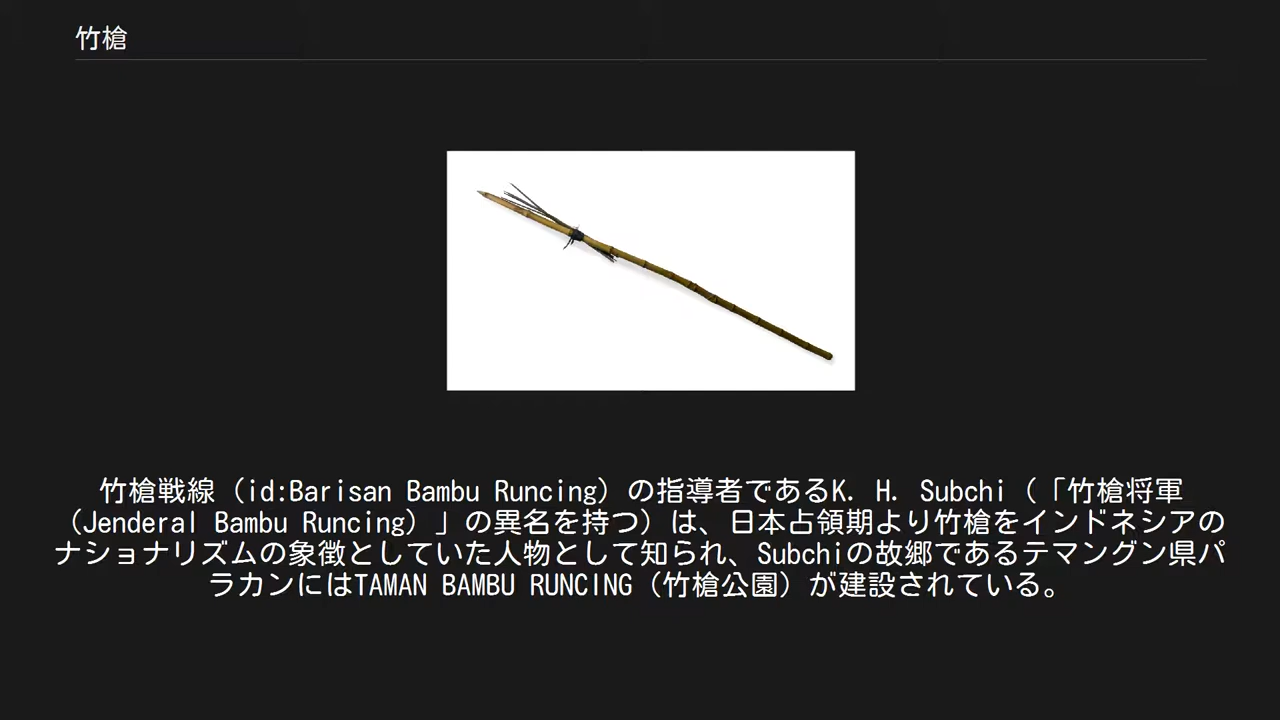 竹槍
竹槍戦線（id:Barisan Bambu Runcing）の指導者であるK. H. Subchi（「竹槍将軍
（Jenderal Bambu Runcing）」の異名を持つ）は、日本占領期より竹槍をインドネシアの
ナショナリズムの象徴としていた人物として知られ、Subchiの故郷であるテマングン県パ
ラカンにはTAMAN BAMBU RUNCING（竹槍公園）が建設されている。